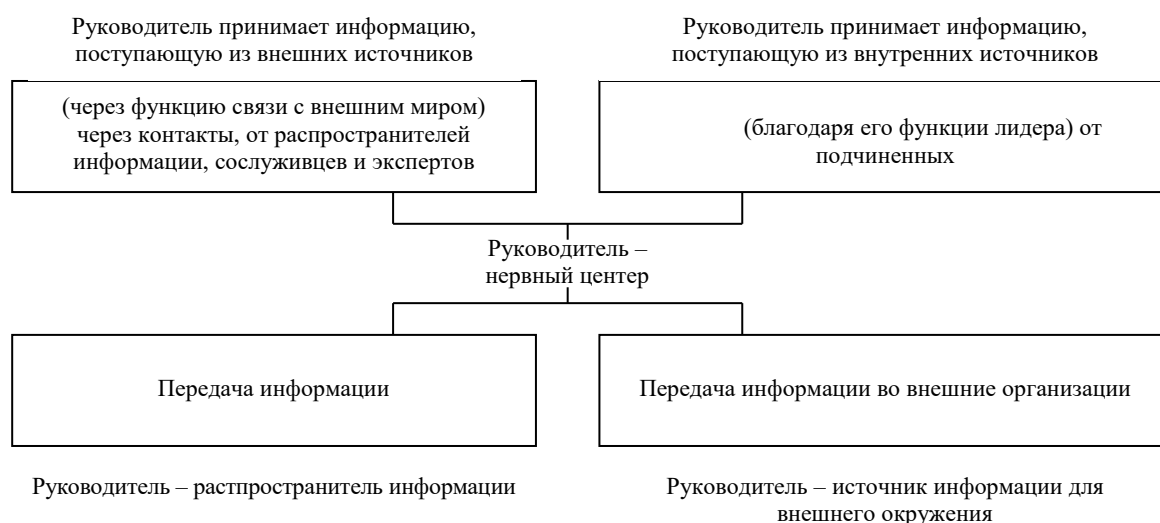 Руководитель принимает информацию,
поступающую из внешних источников
Руководитель принимает информацию,
поступающую из внутренних источников
(через функцию связи с внешним миром)
через контакты, от распространителей
информации, сослуживцев и экспертов
(благодаря его функции лидера) от
подчиненных
Руководитель –
нервный центр
Передача информации
Передача информации во внешние организации
Руководитель – растпространитель информации
Руководитель – источник информации для
внешнего окружения